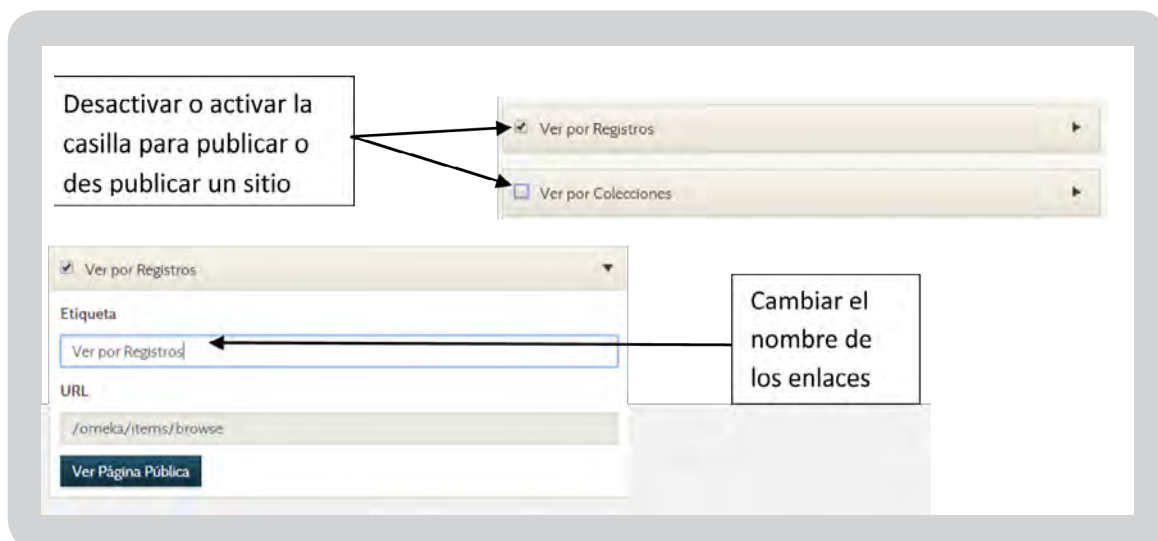 Desactivar o activar la
casilla para publicar o
des publicar un sitio
Ver por Registros
Ver por Colecciones
Ver por Registros
Etiqueta
Ver por Registros
URL
/omeka/items/browse
Ver Página Pública
Cambiar el
nombre de
los enlaces